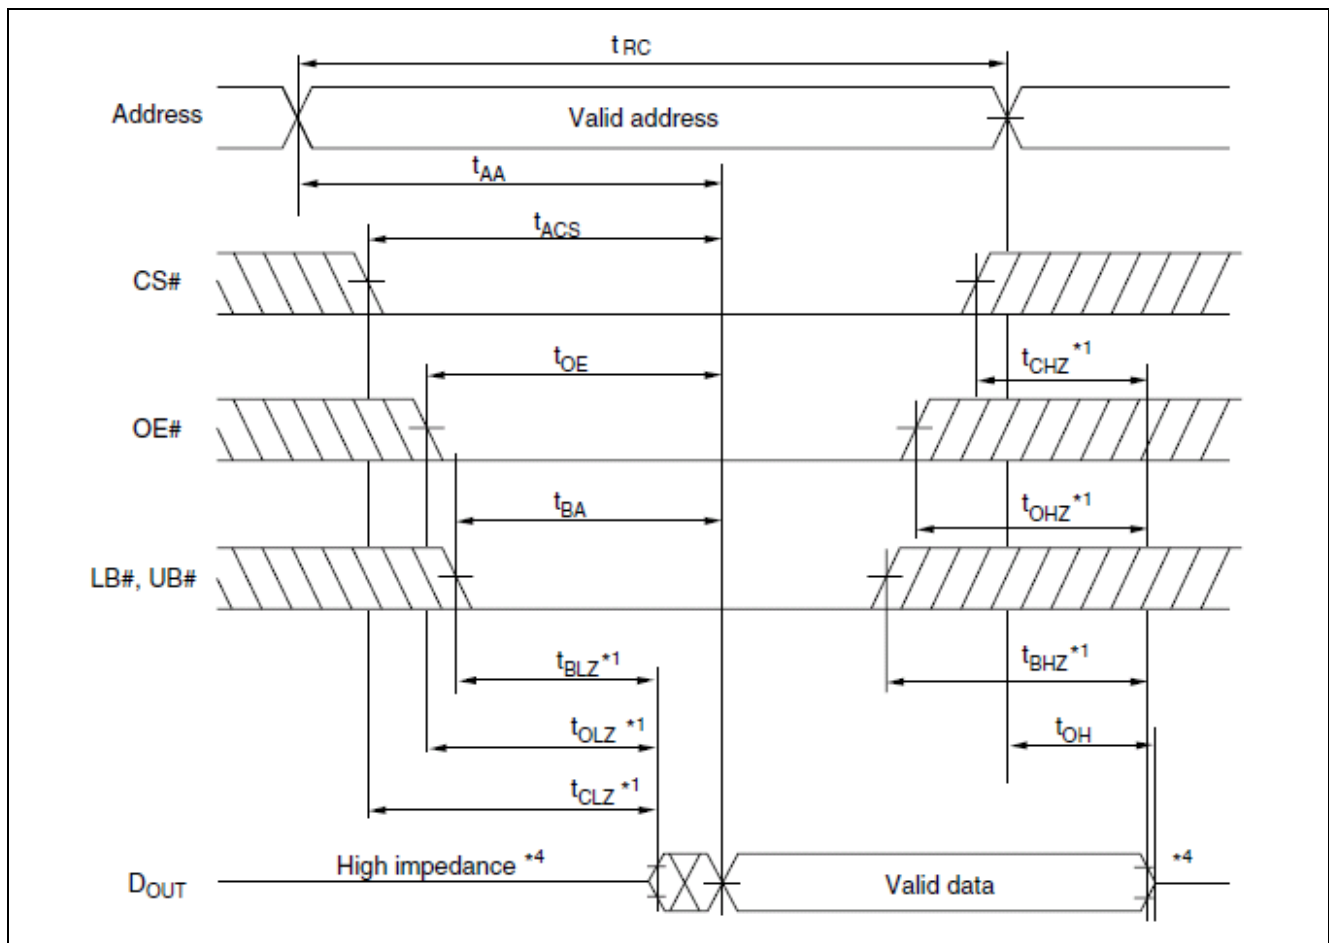 tRC
Address
Valid address
tAA
tACS
CS#
tOE
tCHZ *1
OE#
tBA
tOHZ*1
LB#, UB#
tBLZ*1
tBHZ*1
tOLZ *1
tOH
tCLZ *1
High impedance *4
*4
DOUT
Valid data